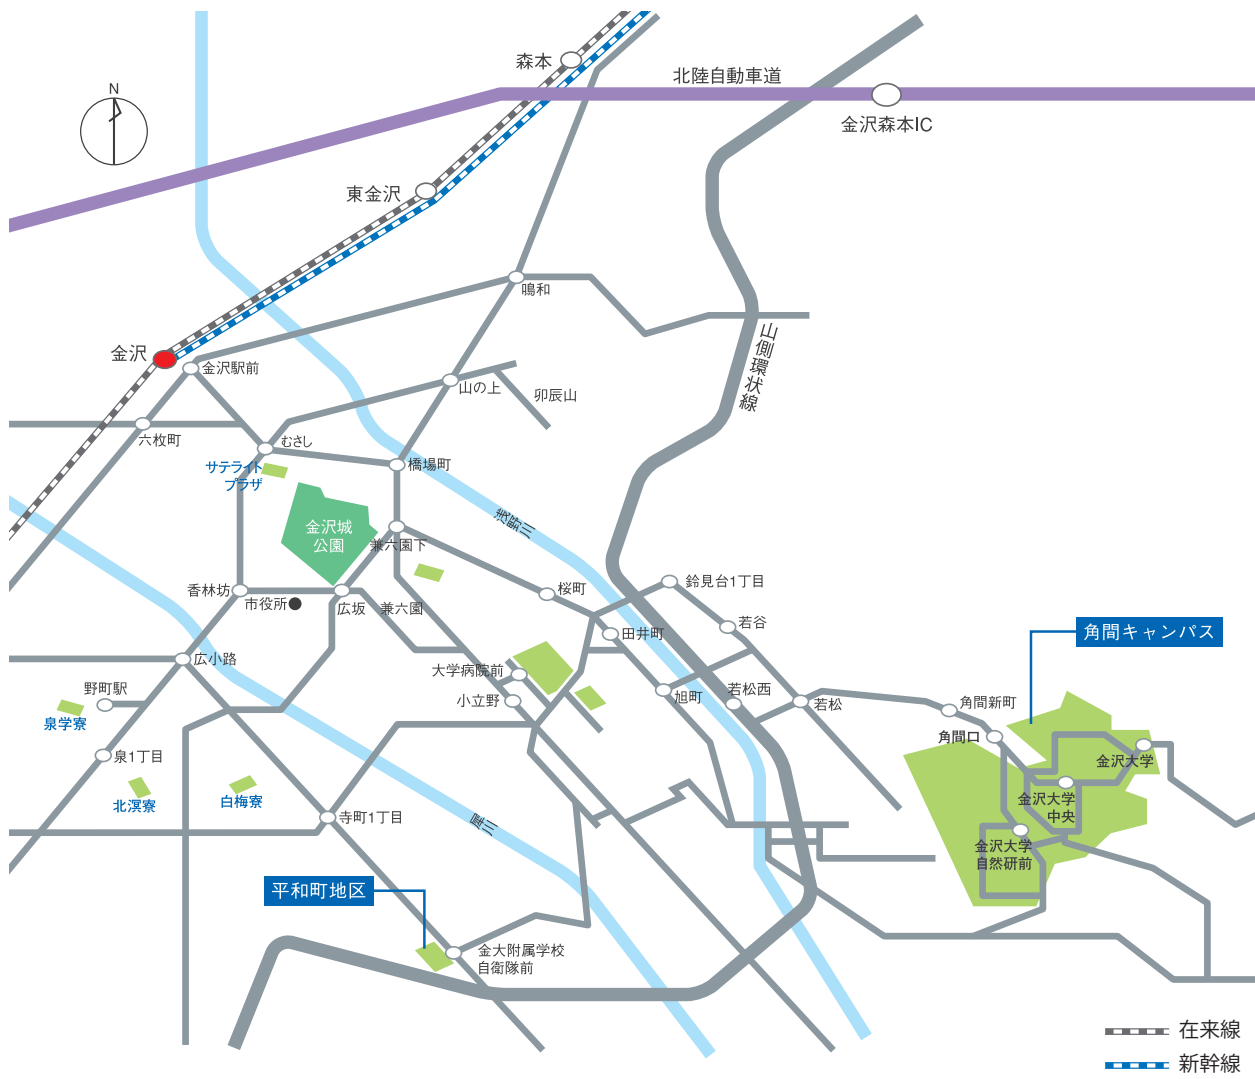 森本
北陸自動車道
N
金沢森本IC
東金沢
鳴和
山側環状線
金沢
金沢駅前
山の上
卯辰山
六枚町
むさし
橋場町
サテライト
プラザ
金沢城
公園
浅野川
兼六園下
香林坊
市役所
広坂
兼六園
桜町
鈴見台1丁目
若谷
田井町
角間キャンパス
広小路
大学病院前
野町駅
小立野
旭町
若松西
若松
角間新町
泉学寮
角間口
泉1丁目
金沢大学
北溟寮
白梅寮
金沢大学
中央
寺町1丁目
犀川
金沢大学
自然研前
平和町地区
金大附属学校
自衛隊前
在来線
新幹線